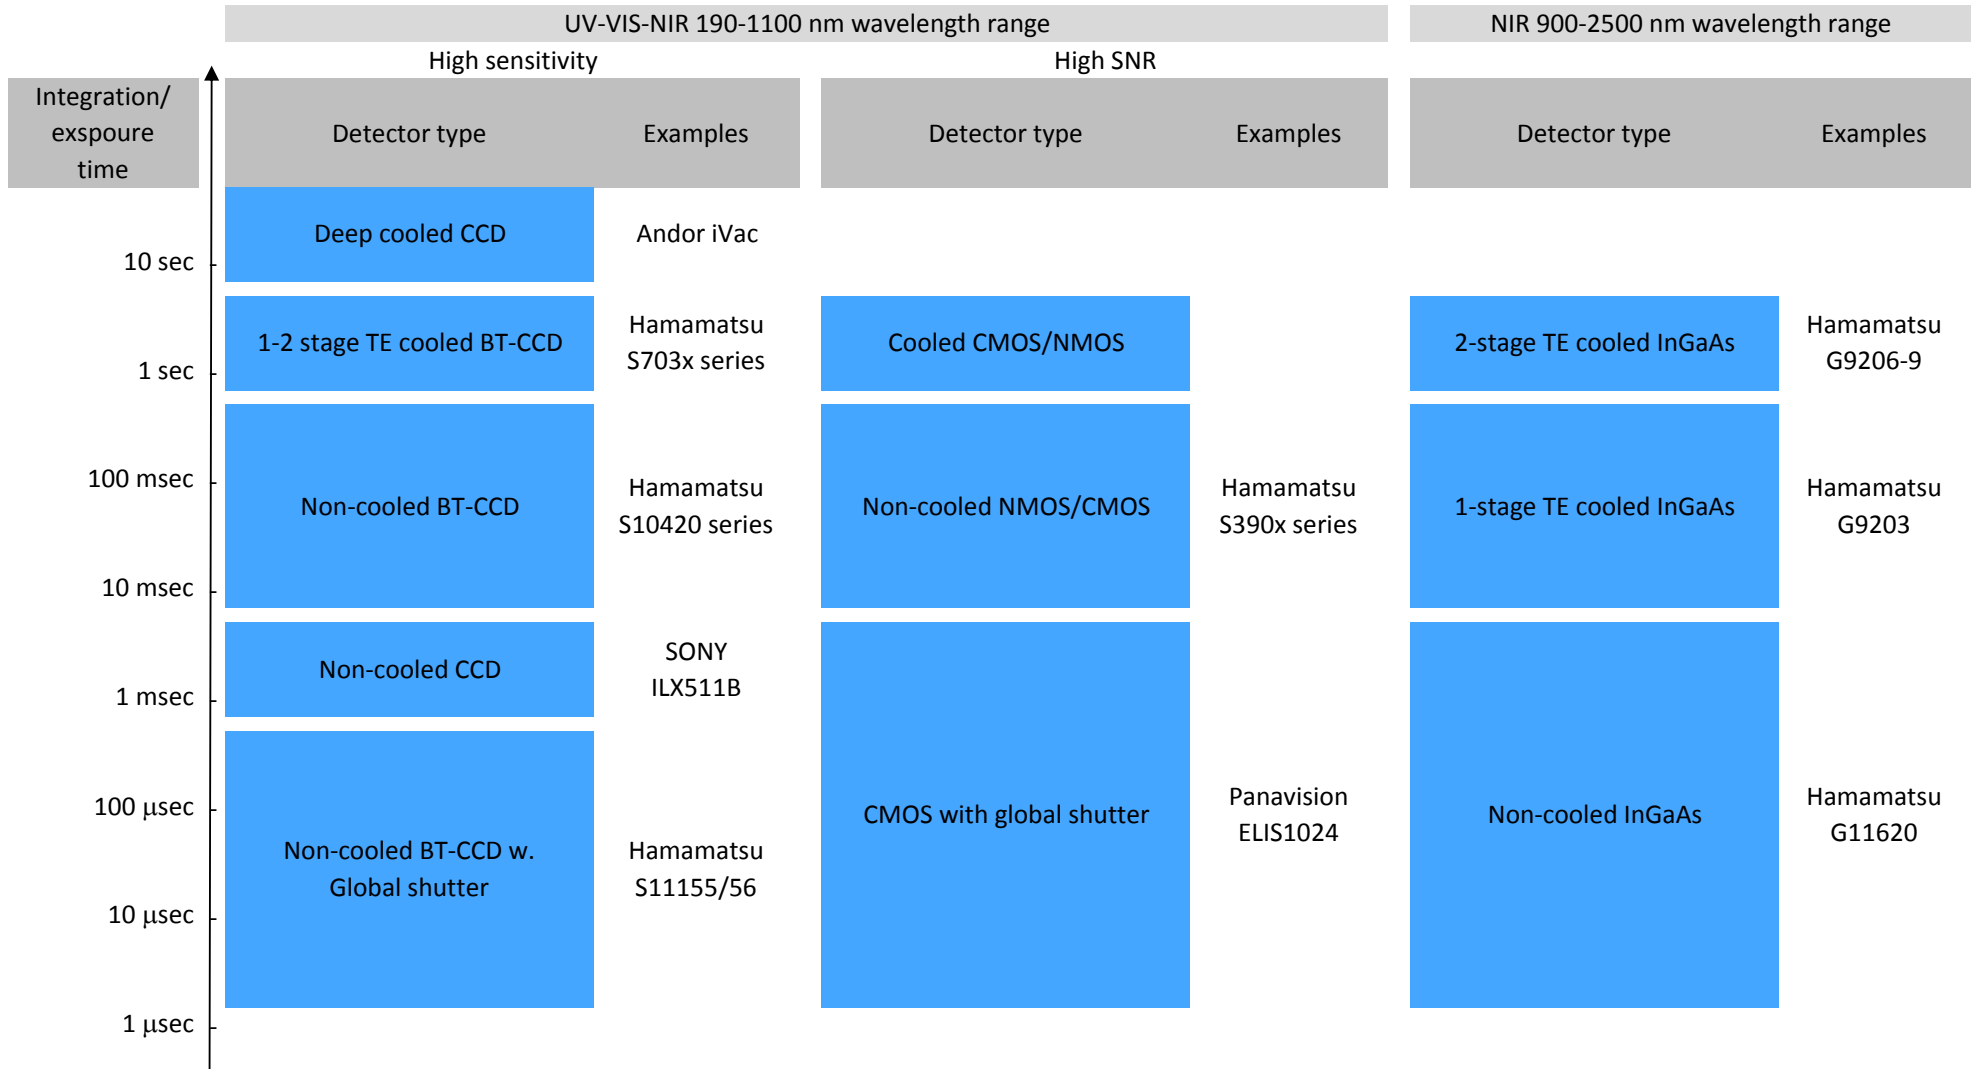 UV-VIS-NIR 190-1100 nm wavelength range
NIR 900-2500 nm wavelength range
High sensitivity
High SNR
Integration/
exspoure
time
Detector type
Examples
Detector type
Examples
Detector type
Examples
Deep cooled CCD
Andor iVac
10 sec
1-2 stage TE cooled BT-CCD
Hamamatsu
S703x series
Cooled CMOS/NMOS
2-stage TE cooled InGaAs
Hamamatsu
G9206-9
1 sec
100 msec
Non-cooled BT-CCD
Hamamatsu
S10420 series
Non-cooled NMOS/CMOS
Hamamatsu
S390x series
1-stage TE cooled InGaAs
Hamamatsu
G9203
10 msec
Non-cooled CCD
SONY
ILX511B
1 msec
100 µsec
Non-cooled BT-CCD w.
Global shutter
Hamamatsu
S11155/56
CMOS with global shutter
Panavision
ELIS1024
Non-cooled InGaAs
Hamamatsu
G11620
10 µsec
1 µsec